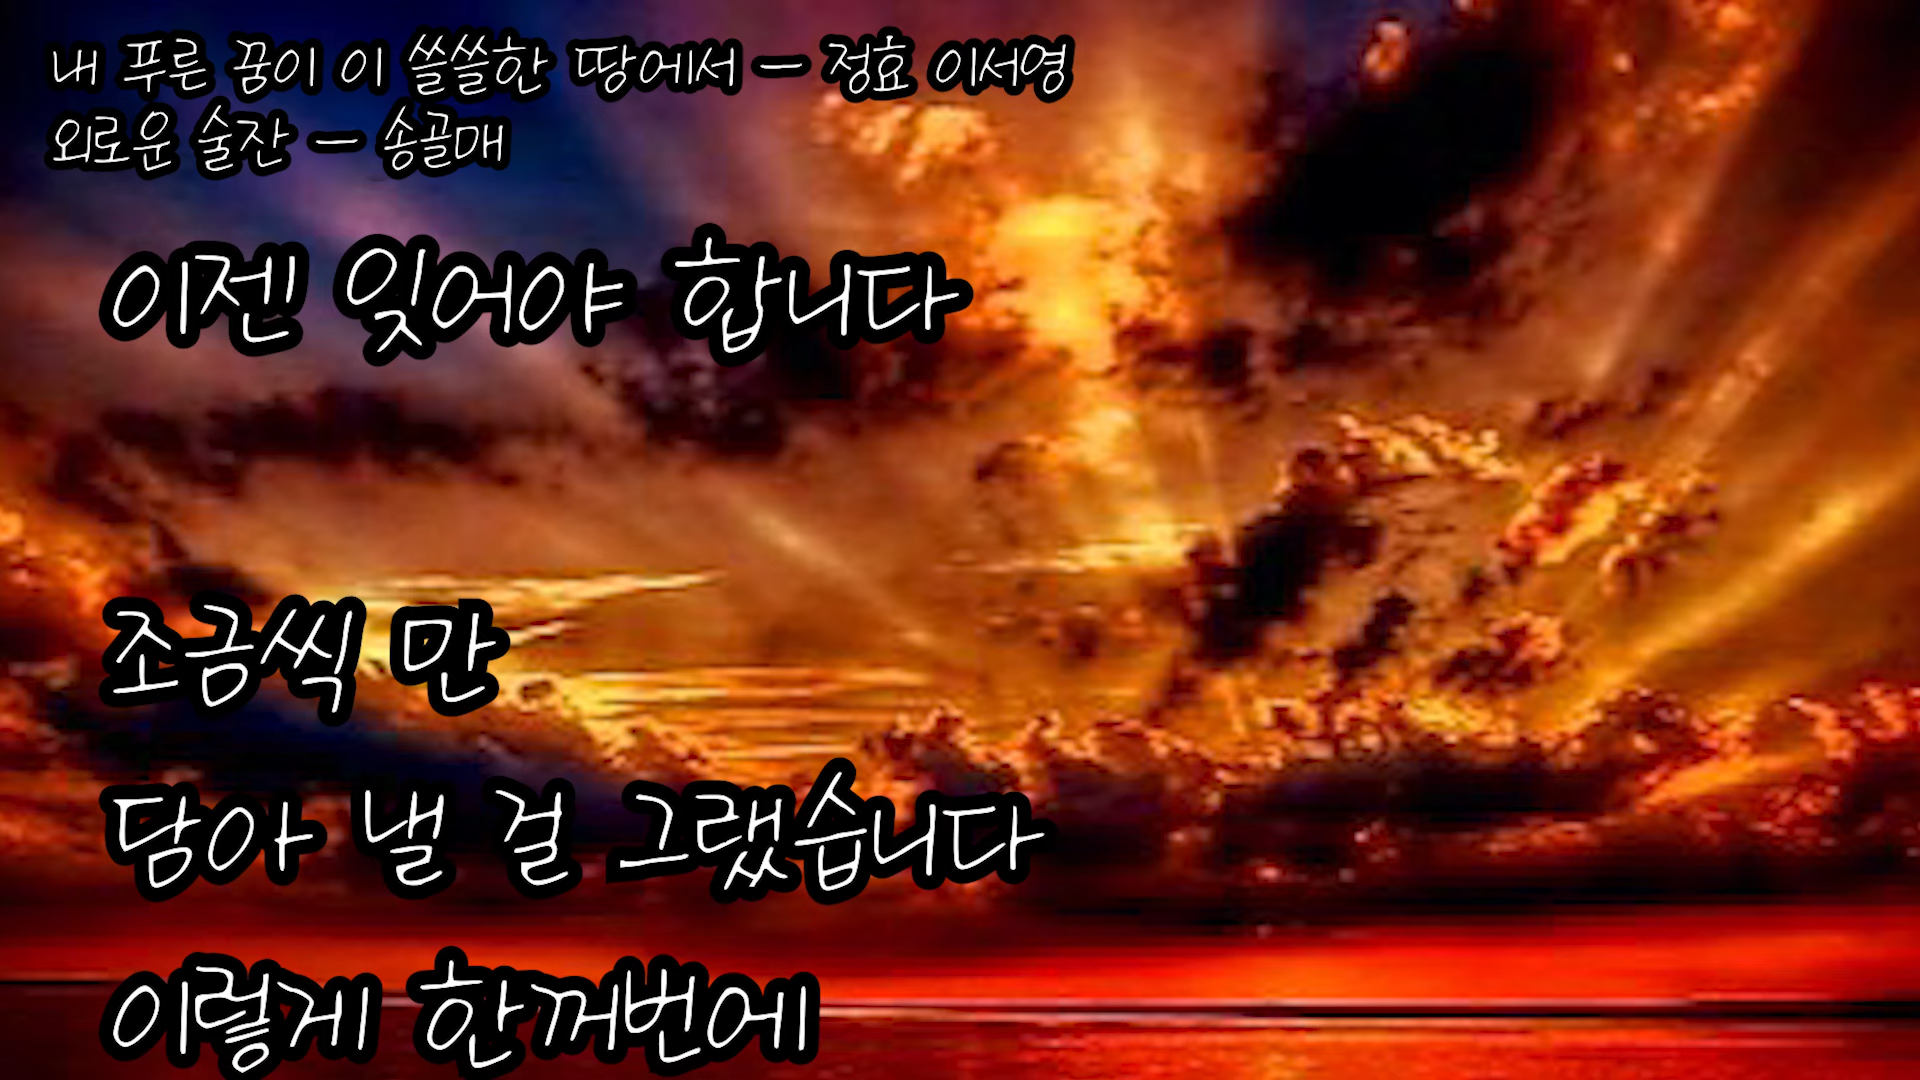 내 푸른 꿈이 이 쓸쓸한 땅에서 - 정효 이서영
외로운 술잔 - 송골매
이젠 잊어야 합니다
조금씩 만
담아 낼 걸 그랬습니다
이렇게 한꺼번에